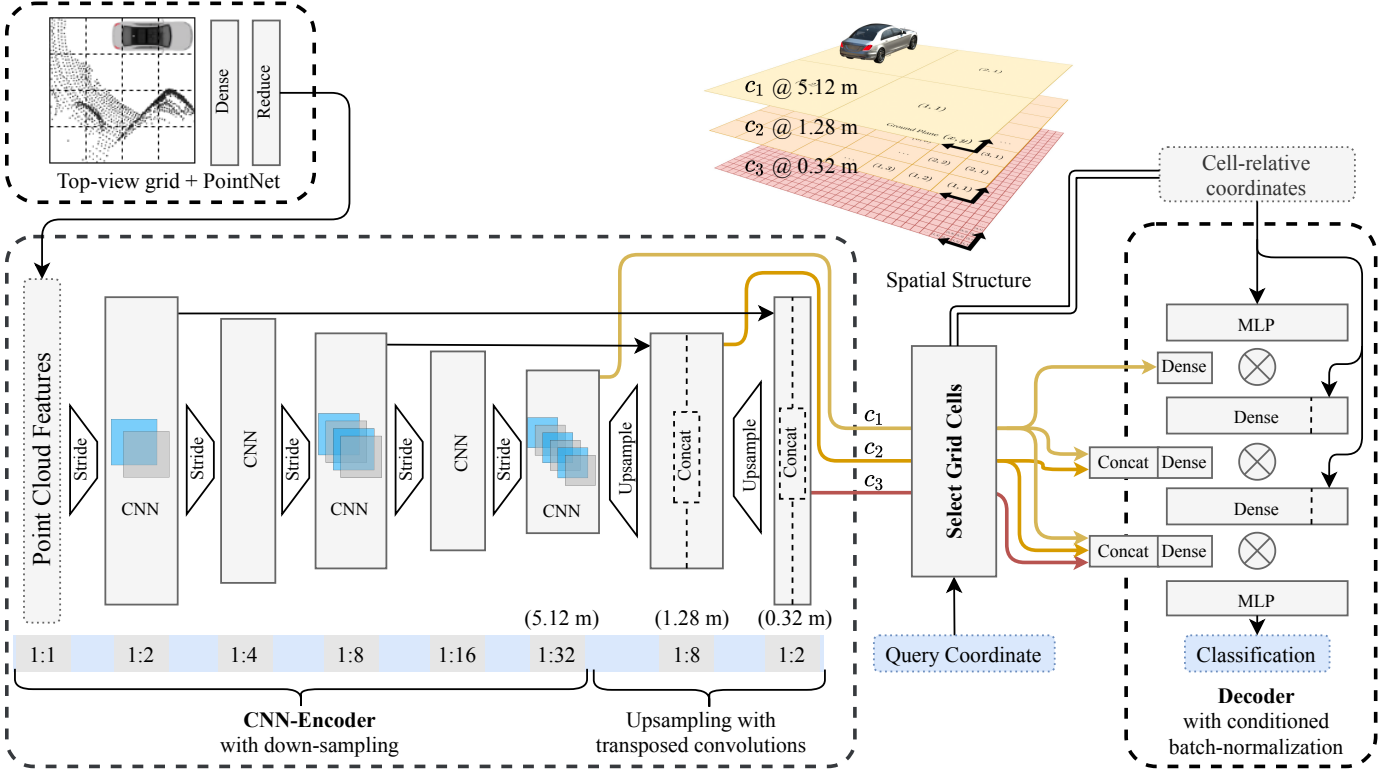 Dense
Reduce
Top-view grid + PointNet
c1 @ 5.12 m
c2 @ 1.28 m
c3 @ 0.32 m
(2, 1)
(1, 1)
Ground Plane (x, y)
...
...
(3, 1)
(2, 2)
(2, 1)
(1, 3)
(1, 2)
(1, 1)
Spatial Structure
Cell-relative
coordinates
Point Cloud Features
Stride
CNN
Stride
CNN
Stride
CNN
Stride
CNN
Stride
CNN
Upsample
Concat
Upsample
Concat
c1
c2
c3
Select Grid Cells
MLP
Dense
Dense
Concat
Dense
Dense
Concat
Dense
MLP
(5.12 m)
(1.28 m)
(0.32 m)
1:1
1:2
1:4
1:8
1:16
1:32
1:8
1:2
Query Coordinate
Classification
CNN-Encoder
with down-sampling
Upsampling with
transposed convolutions
Decoder
with conditioned
batch-normalization